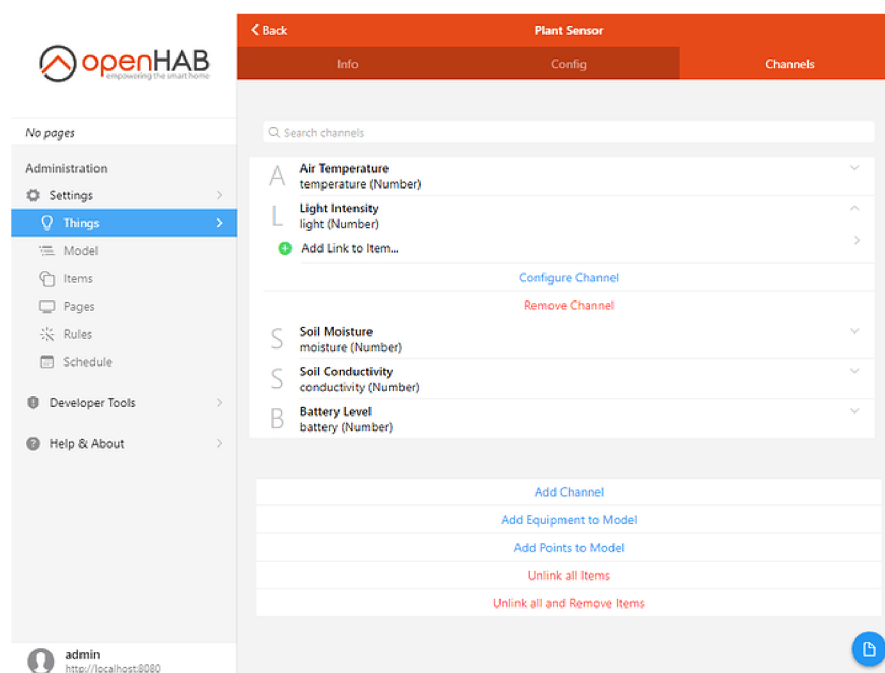 openHAB
empowering the smart home
No pages
Administration
Settings
Things
Model
Items
Pages
Rules
Schedule
Developer Tools
Help & About
admin
http://localhost:8080
Back
Plant Sensor
Info
Config
Channels
Search channels
A
Air Temperature
temperature (Number)
L
Light Intensity
light (Number)
Add Link to Item...
Configure Channel
Remove Channel
S
Soil Moisture
moisture (Number)
S
Soil Conductivity
conductivity (Number)
B
Battery Level
battery (Number)
Add Channel
Add Equipment to Model
Add Points to Model
Unlink all Items
Unlink all and Remove Items